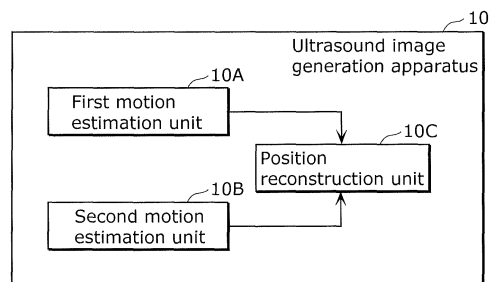 10
Ultrasound image
generation apparatus
10A
First motion
estimation unit
10C
Position
reconstruction unit
10B
Second motion
estimation unit